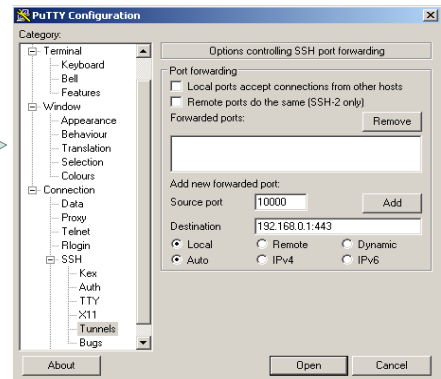 PuTTY Configuration
Category:
Terminal
Keyboard
Bell
Features
Window
Appearance
Behaviour
Translation
Selection
Colours
Connection
Data
Proxy
Telnet
Rlogin
SSH
Kex
Auth
TTY
X11
Tunnels
Bugs
Options controlling SSH port forwarding
Port forwarding
Local ports accept connections from other hosts
Remote ports do the same (SSH-2 only)
Forwarded ports:
Remove
Add new forwarded port:
Source port 10000 Add
Destination 192.168.0.1:443
Local Remote Dynamic
Auto IPv4 IPv6
About Open Cancel